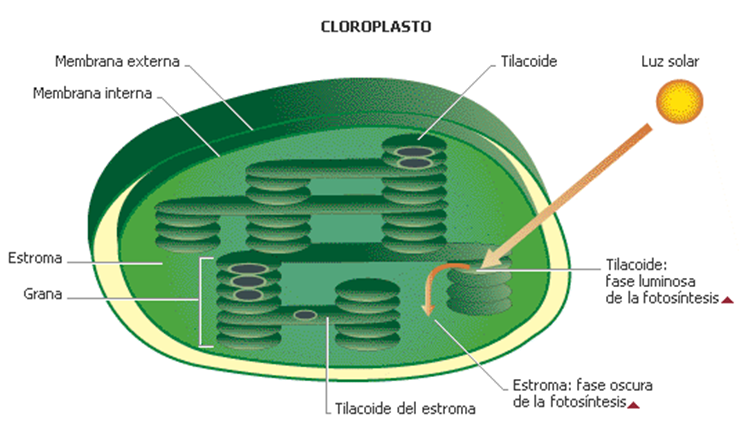 CLOROPLASTO
Membrana externa
Membrana interna
Tilacoide
Luz solar
Estroma
Grana
Tilacoide:
fase luminosa
de la fotosíntesis
Estroma: fase oscura
de la fotosíntesis
Tilacoide del estroma